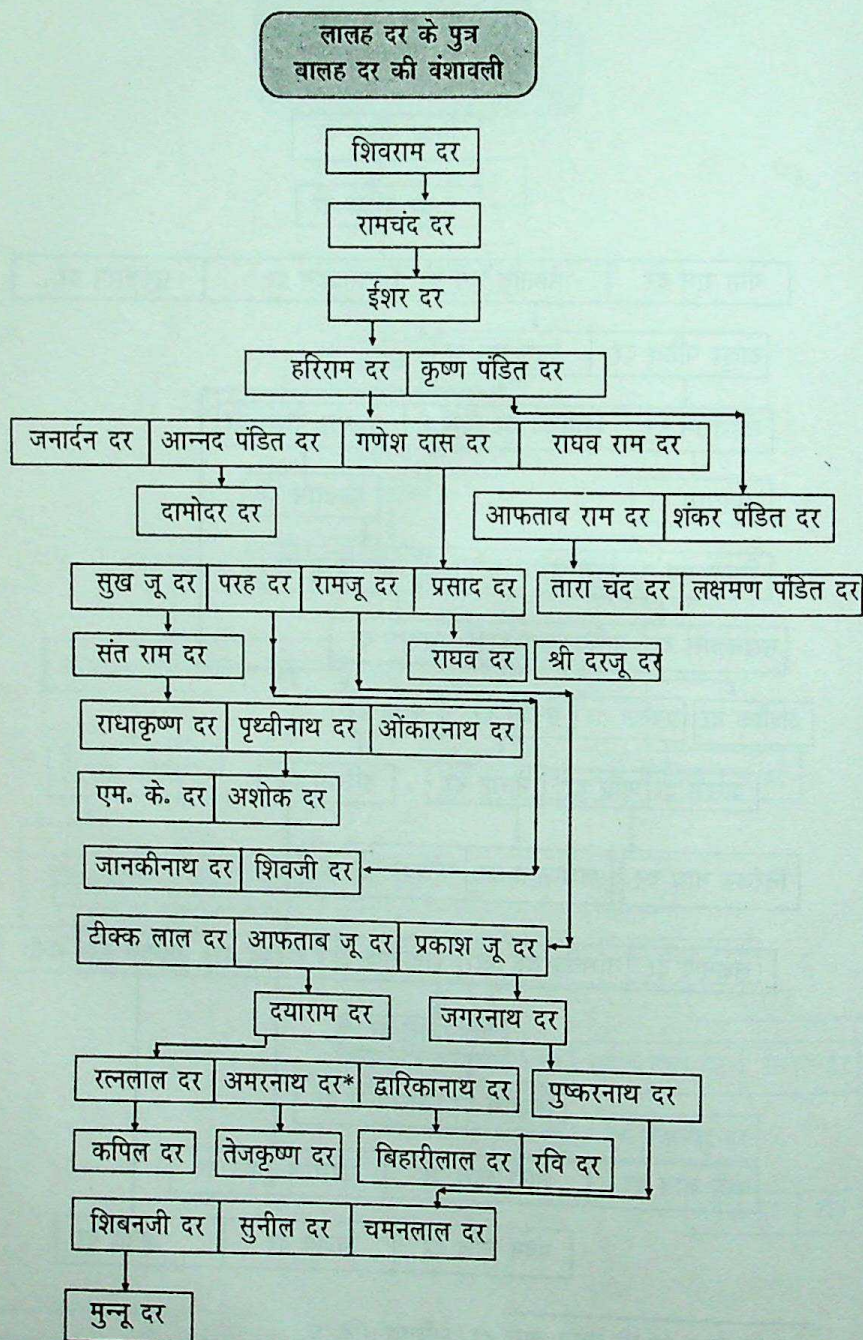 लालह दर के पुत्र
बालह दर की वंशावली
शिवराम दर
रामचंद दर
ईशर दर
हरिराम दर कृष्ण पंडित दर
जनार्दन दर आन्नद पंडित दर गणेश दास दर राघव राम दर
दामोदर दर आफताब राम दर शंकर पंडित दर
सुख जू दर परह दर रामजू दर प्रसाद दर तारा चंद दर लक्षमण पंडित दर
संत राम दर राघव दर श्री दरजू दर
राधाकृष्ण दर पृथ्वीनाथ दर ओंकारनाथ दर
एम. के. दर अशोक दर
जानकीनाथ दर शिवजी दर
टीक्क लाल दर आफताब जू दर प्रकाश जू दर
दयाराम दर जगरनाथ दर
रत्नलाल दर अमरनाथ दर* द्वारिकानाथ दर पुष्करनाथ दर
कपिल दर तेजकृष्ण दर बिहारीलाल दर रवि दर
शिबनजी दर सुनील दर चमनलाल दर
मुन्नू दर